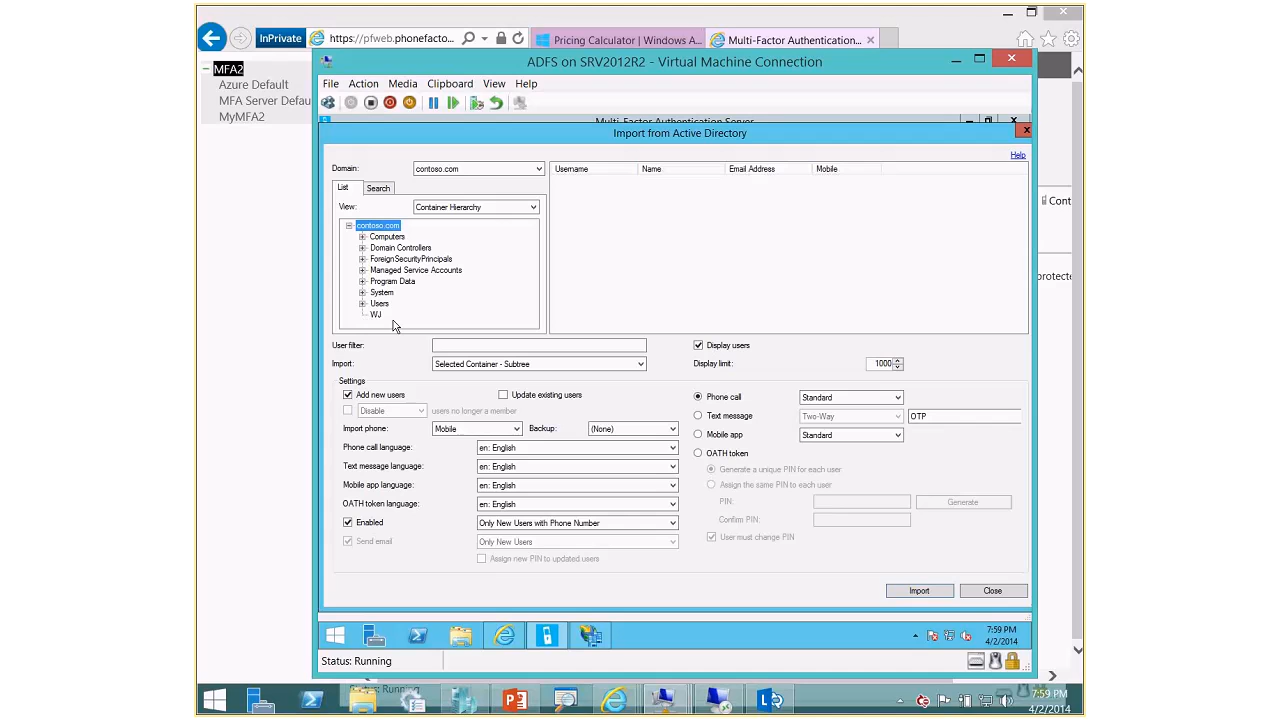 InPrivate
https://pfweb.phonefacto...
Pricing Calculator | Windows A...
Multi-Factor Authentication...
MFA2
Azure Default
MFA Server Defau
MyMFA2
ADFS on SRV2012R2 - Virtual Machine Connection
File Action Media Clipboard View Help
Multi-Factor Authentication Server
Import from Active Directory
Help
Domain: contoso.com
List Search
View: Container Hierarchy
contoso.com
Computers
Domain Controllers
ForeignSecurityPrincipals
Managed Service Accounts
Program Data
System
Users
WJ
Username Name Email Address Mobile
Cont
protecte
User filter:
Display users
Import: Selected Container - Subtree
Display limit: 1000
Settings
Add new users Update existing users
Disable users no longer a member
Import phone: Mobile Backup: (None)
Phone call language: en: English
Text message language: en: English
Mobile app language: en: English
OATH token language: en: English
Enabled Only New Users with Phone Number
Send email Only New Users
Assign new PIN to updated users
Phone call Standard
Text message Two-Way OTP
Mobile app Standard
OATH token
Generate a unique PIN for each user
Assign the same PIN to each user
PIN: Generate
Confirm PIN:
User must change PIN
Import Close
7:59 PM
4/2/2014
Status: Running
Status: Running
7:59 PM
4/2/2014